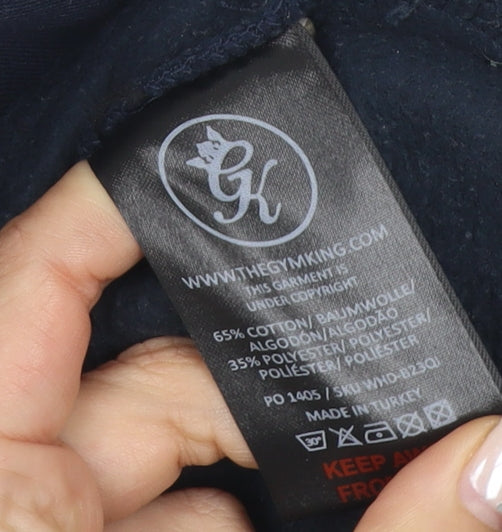 GK
WWW.THEGYMKING.COM
THIS GARMENT IS
UNDER COPYRIGHT
65% COTTON/ BAUMWOLLE/
ALGODÓN/ALGODÃO
35% POLYESTER/ POLYESTER/
POLIÉSTER/ POLIÉSTER
PO 1405 / SKU WHD-B23CJ
MADE IN TURKEY
30°
KEEP
FRO